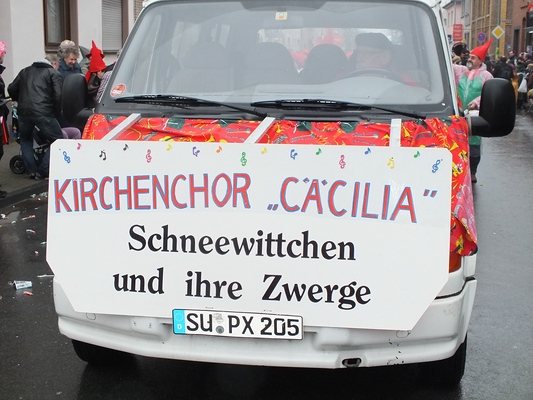 KIRCHENCHOR „CÄCILIA"
Schneewittchen
und ihre Zwerge
SU PX 205